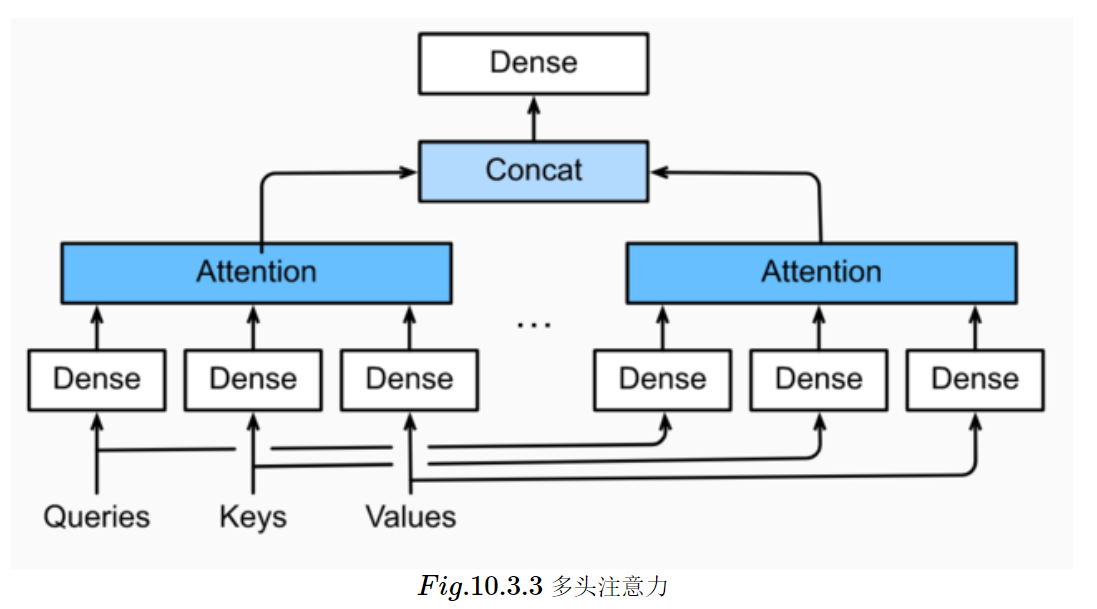 Dense
Concat
Attention
Attention
...
Dense
Dense
Dense
Dense
Dense
Dense
Queries
Keys
Values
Fig.10.3.3 多头注意力